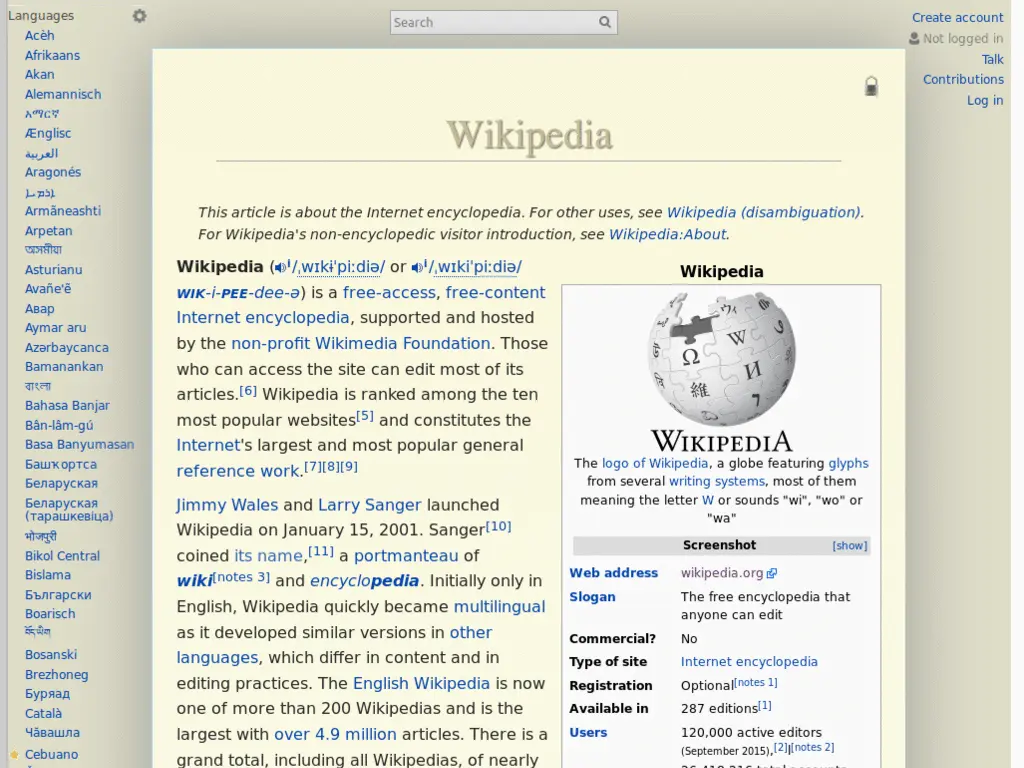 Languages
Acèh
Afrikaans
Akan
Alemannisch
አማርኛ
Ænglisc
العربية
Aragonés
ܐܪܡܝܐ
Armãneashti
Arpetan
অসমীয়া
Asturianu
Avañe'ẽ
Авар
Aymar aru
Azərbaycanca
Bamanankan
বাংলা
Bahasa Banjar
Bân-lâm-gú
Basa Banyumasan
Башҡортса
Беларуская
Беларуская
(тарашкевіца)
भोजपुरी
Bikol Central
Bislama
Български
Boarisch
བོད་ཡིག
Bosanski
Brezhoneg
Буряад
Català
Чӑвашла
Cebuano
Search
Create account
Not logged in
Talk
Contributions
Log in
Wikipedia
This article is about the Internet encyclopedia. For other uses, see Wikipedia (disambiguation).
For Wikipedia's non-encyclopedic visitor introduction, see Wikipedia:About.
Wikipedia (i/ˌwɪkɨˈpiːdiə/ or i/ˌwɪkiˈpiːdiə/
WIK-i-PEE-dee-ə) is a free-access, free-content
Internet encyclopedia, supported and hosted
by the non-profit Wikimedia Foundation. Those
who can access the site can edit most of its
articles.[6] Wikipedia is ranked among the ten
most popular websites[5] and constitutes the
Internet's largest and most popular general
reference work.[7][8][9]
Jimmy Wales and Larry Sanger launched
Wikipedia on January 15, 2001. Sanger[10]
coined its name,[11] a portmanteau of
wiki[notes 3] and encyclopedia. Initially only in
English, Wikipedia quickly became multilingual
as it developed similar versions in other
languages, which differ in content and in
editing practices. The English Wikipedia is now
one of more than 200 Wikipedias and is the
largest with over 4.9 million articles. There is a
grand total, including all Wikipedias, of nearly
Wikipedia
Ω W И 維 7
WIKIPEDIA
The logo of Wikipedia, a globe featuring glyphs
from several writing systems, most of them
meaning the letter W or sounds "wi", "wo" or
"wa"
Screenshot [show]
Web address wikipedia.org
Slogan The free encyclopedia that
anyone can edit
Commercial? No
Type of site Internet encyclopedia
Registration Optional[notes 1]
Available in 287 editions[1]
Users 120,000 active editors
(September 2015),[2][notes 2]